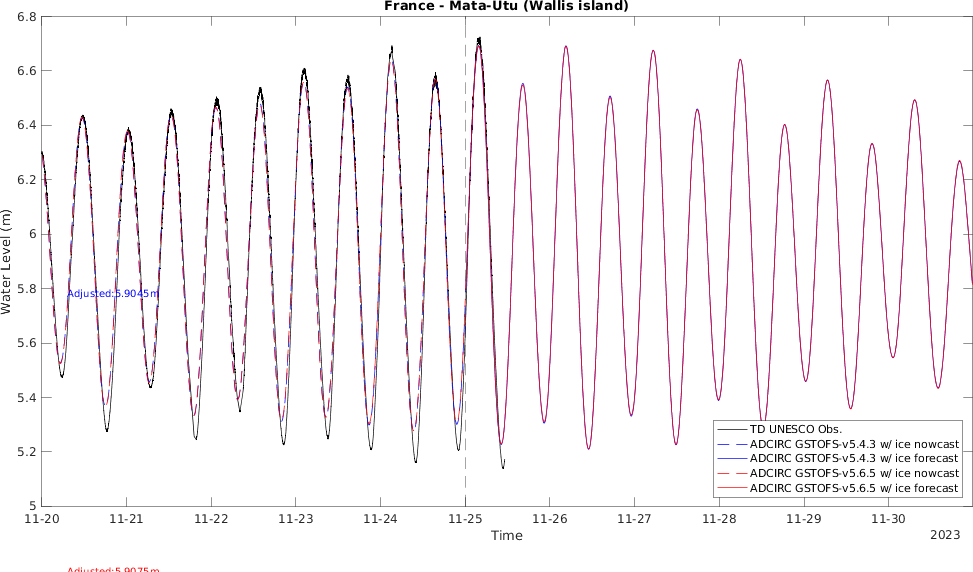 France - Mata-Utu (Wallis island)
6.8
6.6
6.4
6.2
6
5.8
5.6
5.4
5.2
5
Water Level (m)
Adjusted:5.9045m
TD UNESCO Obs.
ADCIRC GSTOFS-v5.4.3 w/ ice nowcast
ADCIRC GSTOFS-v5.4.3 w/ ice forecast
ADCIRC GSTOFS-v5.6.5 w/ ice nowcast
ADCIRC GSTOFS-v5.6.5 w/ ice forecast
11-20 11-21 11-22 11-23 11-24 11-25 11-26 11-27 11-28 11-29 11-30
Time
2023
Adjusted:5.9075m